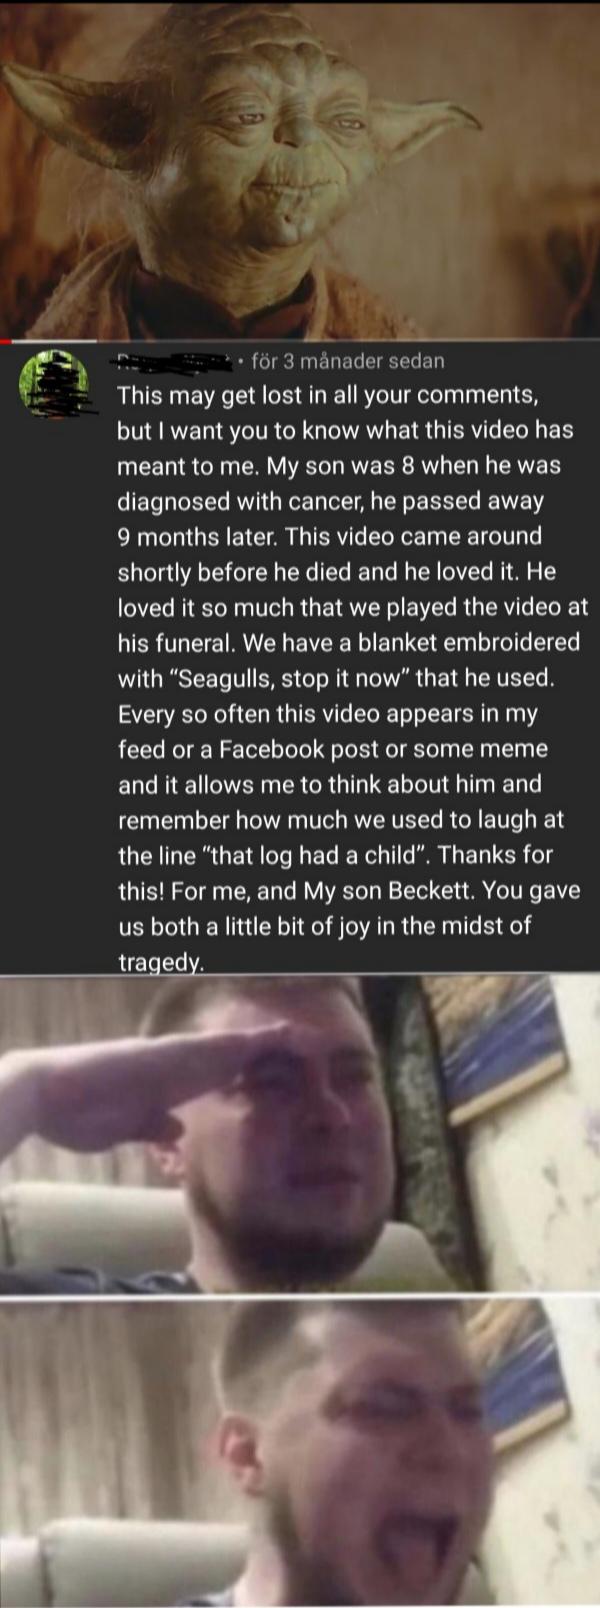 • för 3 månader sedan
This may get lost in all your comments,
but I want you to know what this video has
meant to me. My son was 8 when he was
diagnosed with cancer, he passed away
9 months later. This video came around
shortly before he died and he loved it. He
loved it so much that we played the video at
his funeral. We have a blanket embroidered
with “Seagulls, stop it now” that he used.
Every so often this video appears in my
feed or a Facebook post or some meme
and it allows me to think about him and
remember how much we used to laugh at
the line “that log had a child”. Thanks for
this! For me, and My son Beckett. You gave
us both a little bit of joy in the midst of
tragedy.